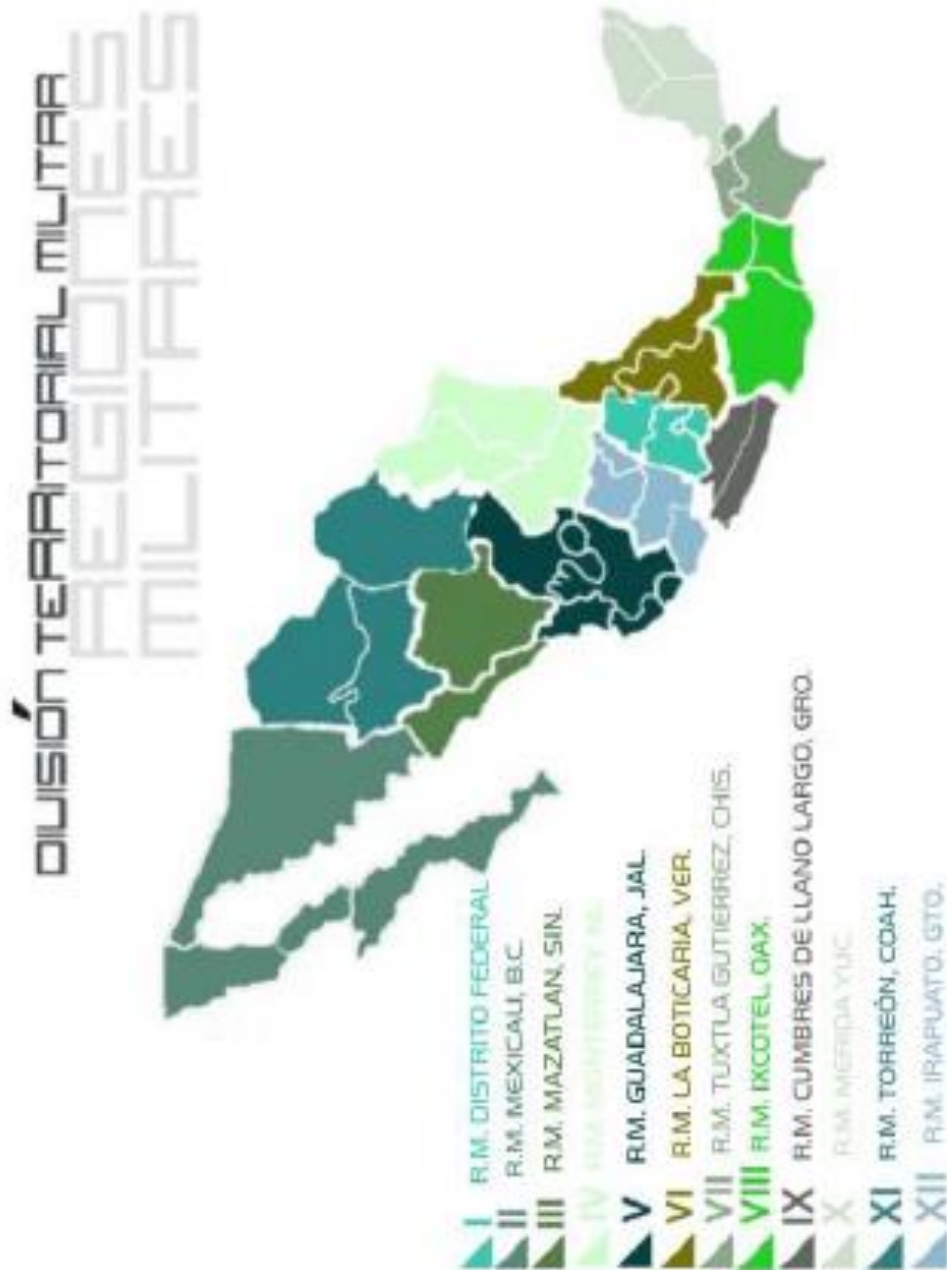 DIVISIÓN TERRITORIAL MILITAR
REGIONES
MILITARES
I R.M. DISTRITO FEDERAL
II R.M. MEXICALI, B.C.
III R.M. MAZATLAN, SIN.
IV R.M. MONTERREY N.L.
V R.M. GUADALAJARA, JAL.
VI R.M. LA BOTICARIA, VER.
VII R.M. TUXTLA GUTIERREZ, CHIS.
VIII R.M. IXCOTEL, OAX.
IX R.M. CUMBRES DE LLANO LARGO, GRO.
X R.M. MERIDA YUC.
XI R.M. TORREÓN, COAH.
XII R.M. IRAPUATO, GTO.